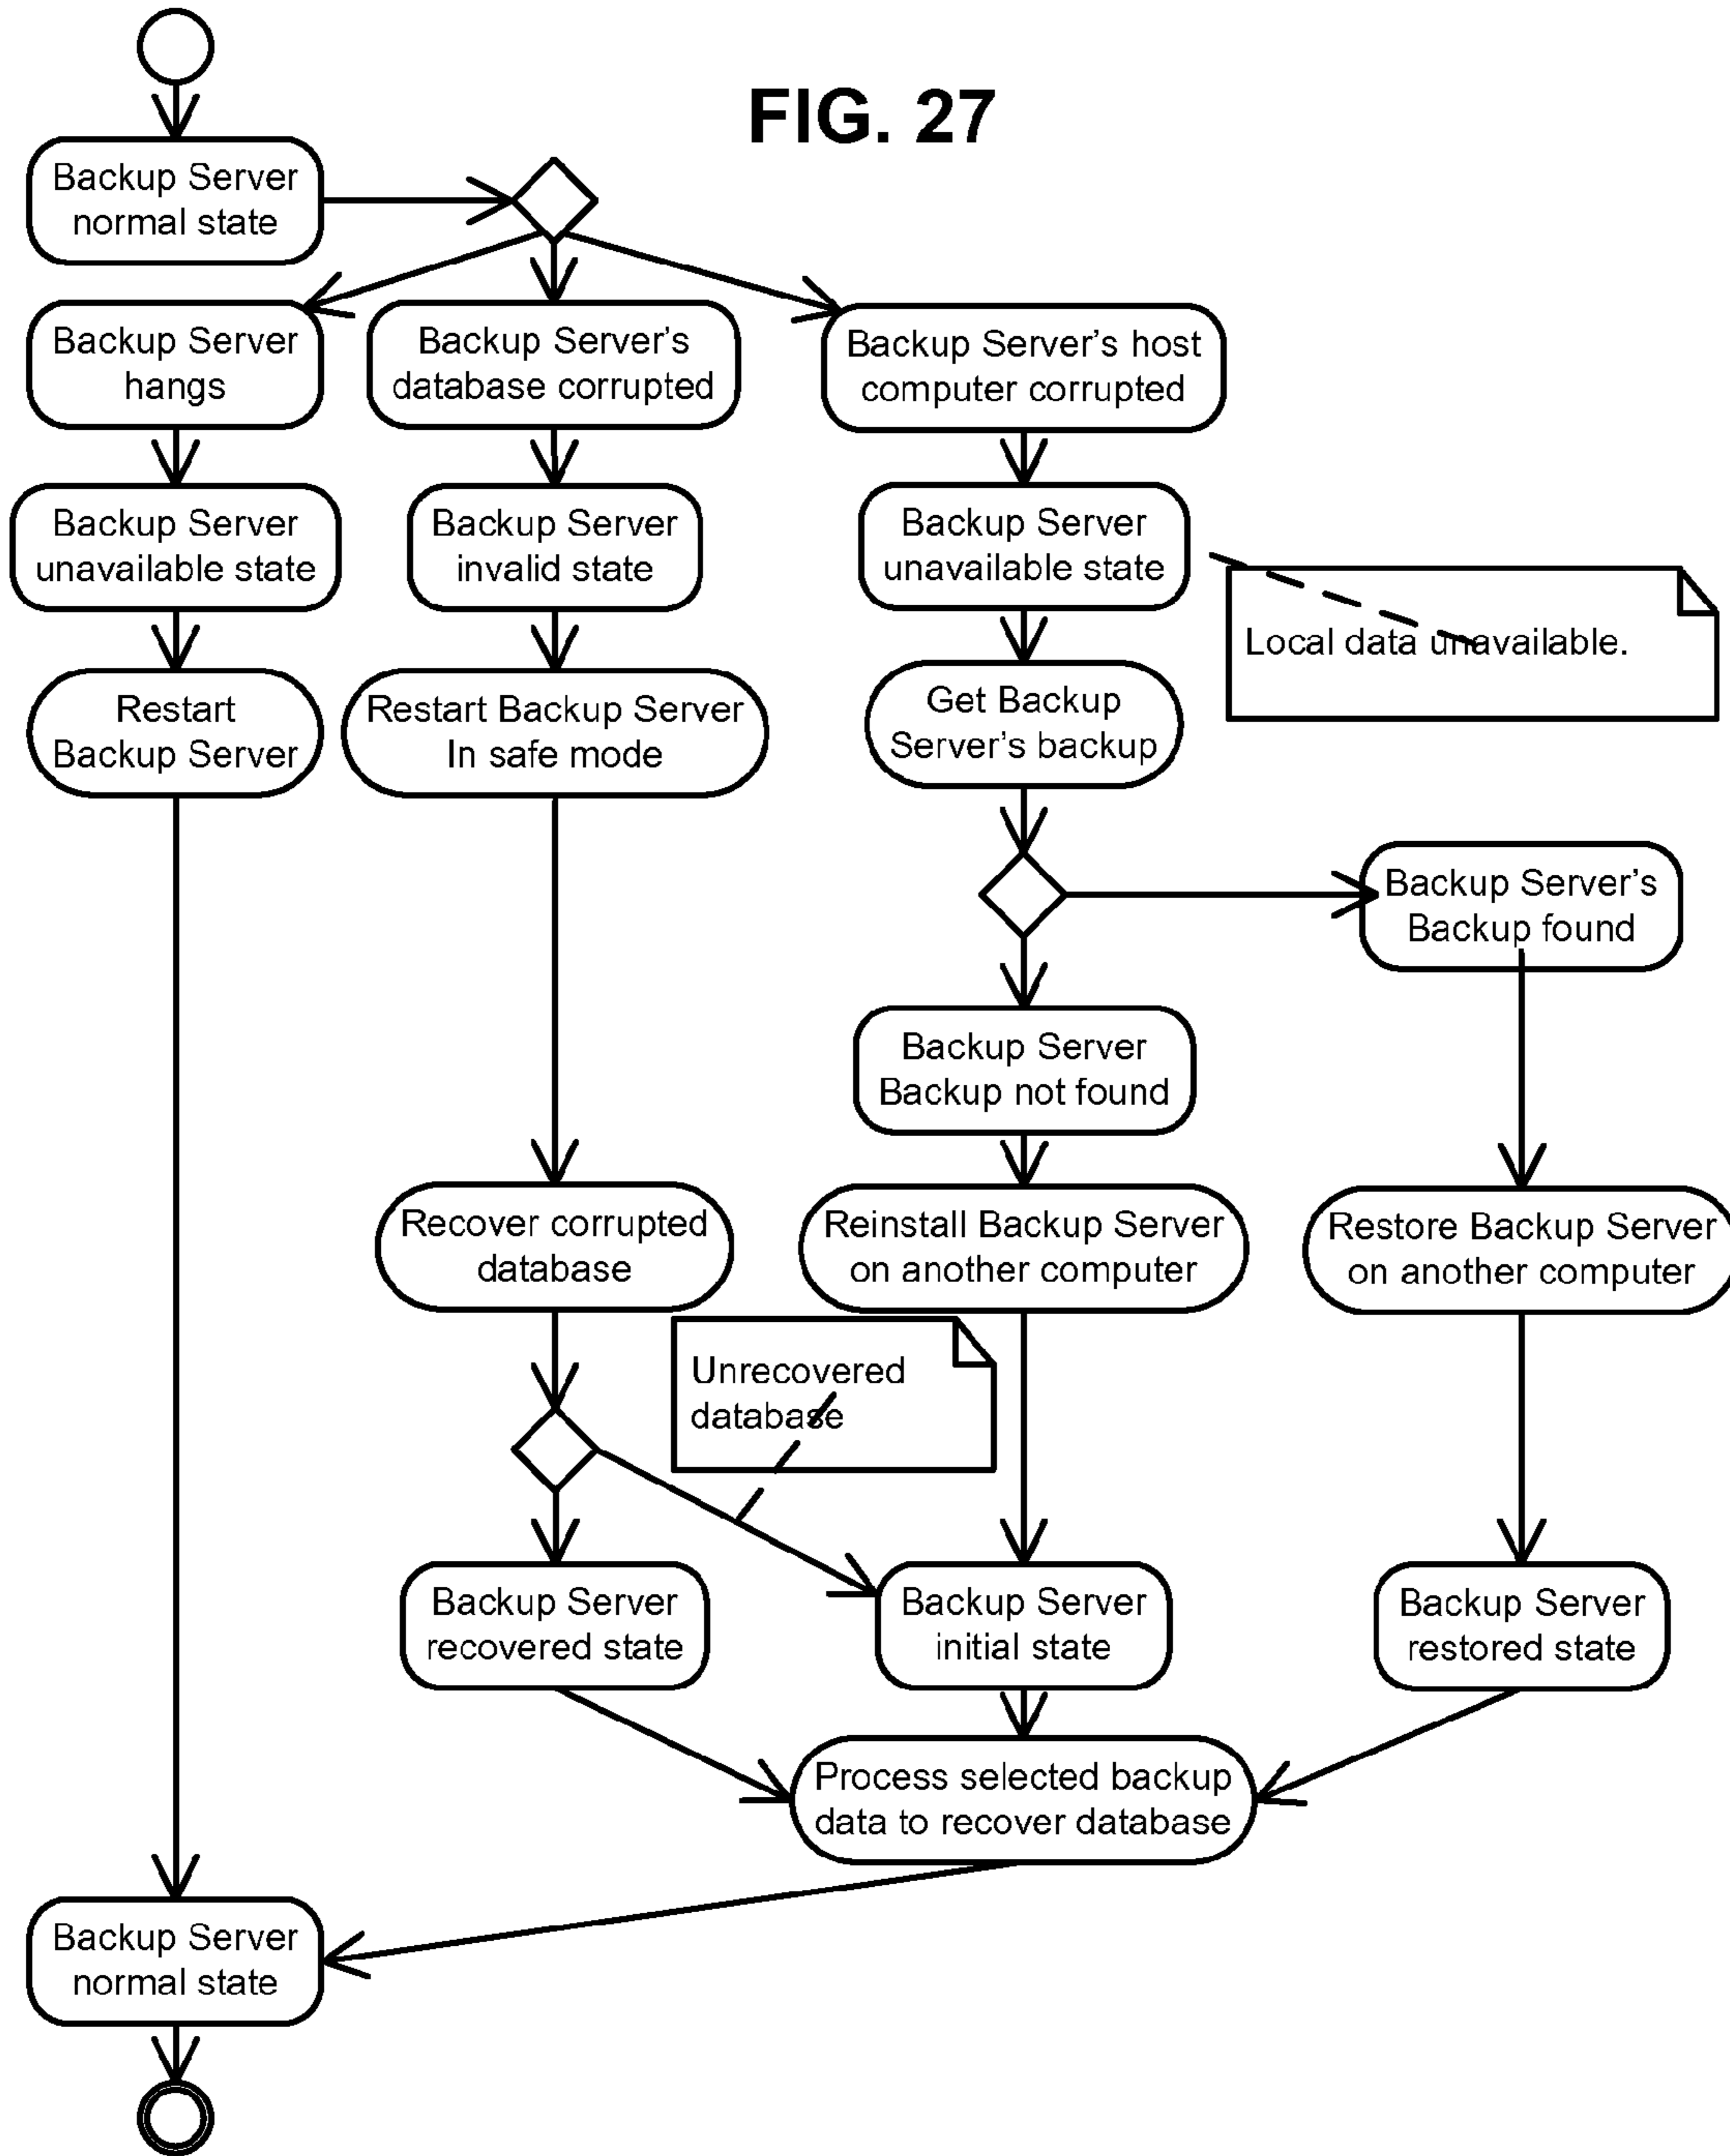 FIG. 27
Backup Server
normal state
Backup Server
hangs
Backup Server's
database corrupted
Backup Server's host
computer corrupted
Backup Server
unavailable state
Backup Server
invalid state
Backup Server
unavailable state
Local data unavailable.
Restart
Backup Server
Restart Backup Server
In safe mode
Get Backup
Server's backup
Backup Server's
Backup found
Backup Server
Backup not found
Recover corrupted
database
Reinstall Backup Server
on another computer
Restore Backup Server
on another computer
Unrecovered
database
Backup Server
recovered state
Backup Server
initial state
Backup Server
restored state
Process selected backup
data to recover database
Backup Server
normal state